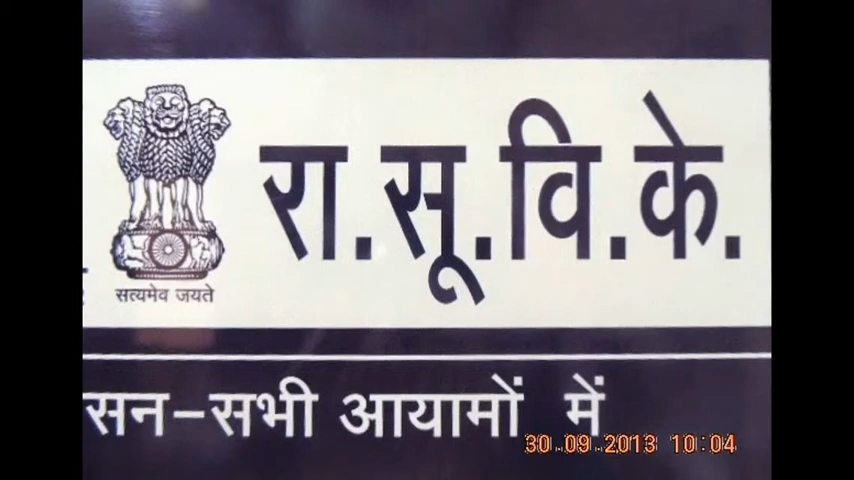 रा.सू.वि.के.
सत्यमेव जयते
सन-सभी आयामों में
30.09.2013 10:04